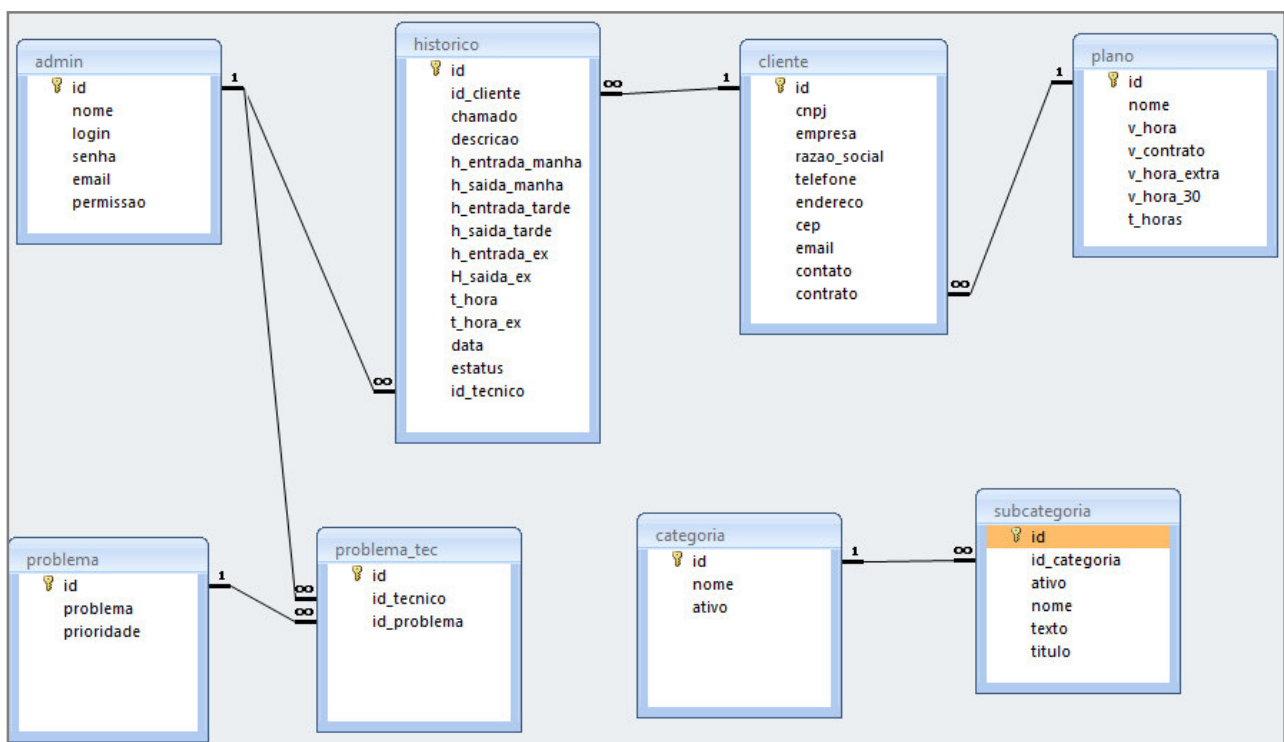 admin
id
nome
login
senha
email
permissao
1
historico
id
id_cliente
chamado
descricao
h_entrada_manha
h_saida_manha
h_entrada_tarde
h_saida_tarde
h_entrada_ex
H_saida_ex
t_hora
t_hora_ex
data
estatus
id_tecnico
∞
∞
1
cliente
id
cnpj
empresa
razao_social
telefone
endereco
cep
email
contato
contrato
∞
1
plano
id
nome
v_hora
v_contrato
v_hora_extra
v_hora_30
t_horas
problema
id
problema
prioridade
1
∞
∞
problema_tec
id
id_tecnico
id_problema
categoria
id
nome
ativo
1
∞
subcategoria
id
id_categoria
ativo
nome
texto
titulo